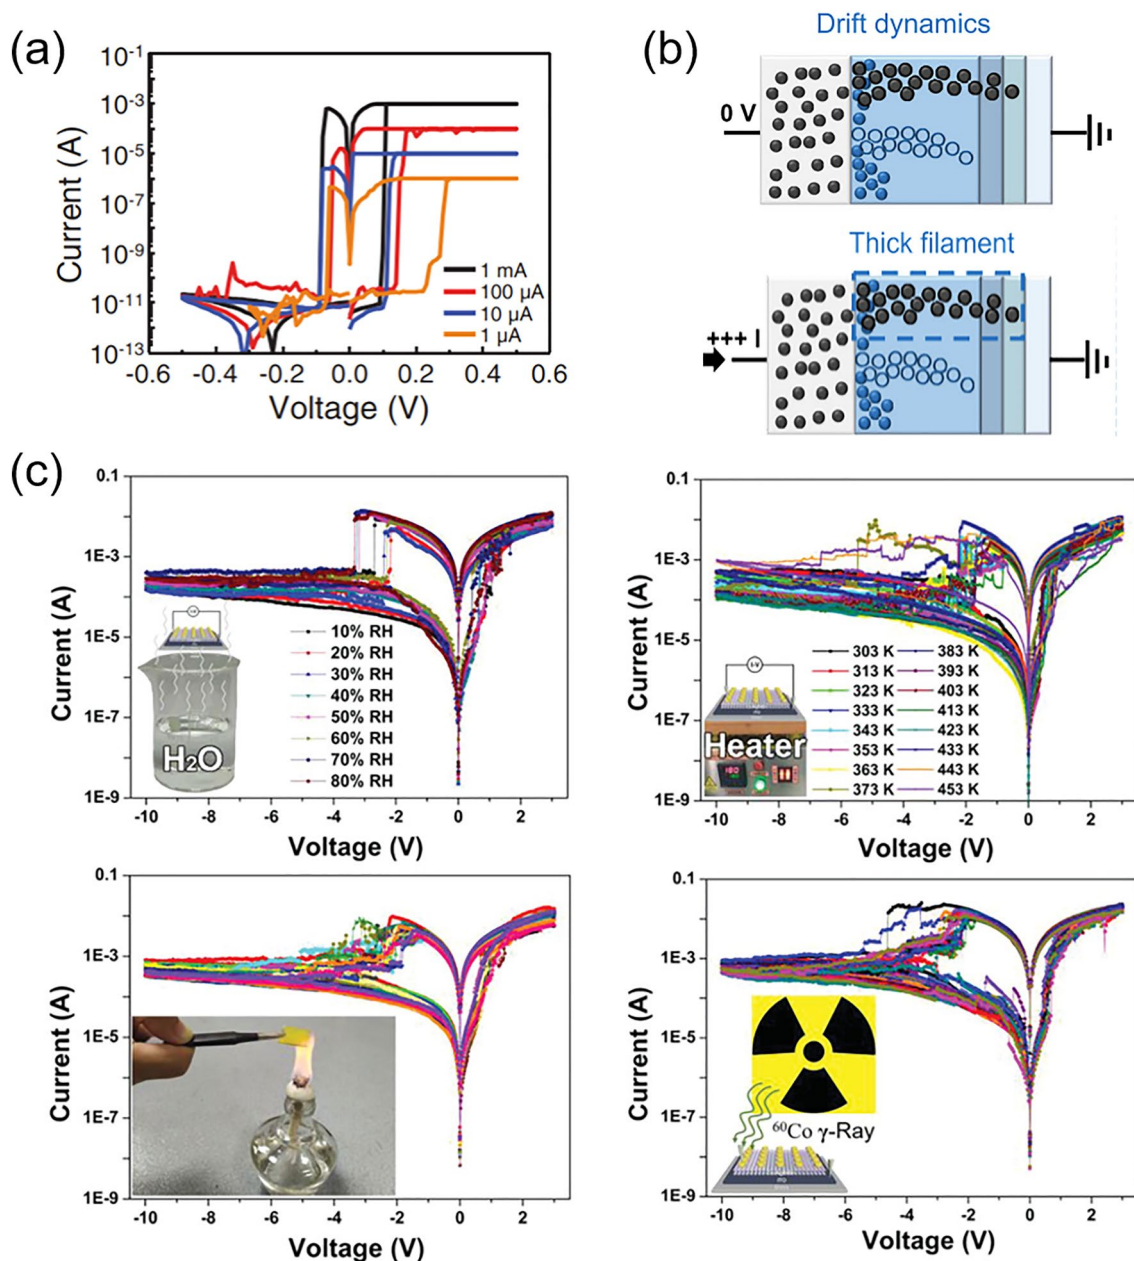 (a)
10⁻¹
10⁻³
10⁻⁵
10⁻⁷
10⁻⁹
10⁻¹¹
10⁻¹³
Current (A)
1 mA
100 μA
10 μA
1 μA
-0.6 -0.4 -0.2 0.0 0.2 0.4 0.6
Voltage (V)
(b)
Drift dynamics
0 V
Thick filament
+++ I
(c)
0.1
1E-3
1E-5
1E-7
1E-9
Current (A)
H₂O
10% RH
20% RH
30% RH
40% RH
50% RH
60% RH
70% RH
80% RH
-10 -8 -6 -4 -2 0 2
Voltage (V)
0.1
1E-3
1E-5
1E-7
1E-9
Current (A)
I-V
Heater
303 K 383 K
313 K 393 K
323 K 403 K
333 K 413 K
343 K 423 K
353 K 433 K
363 K 443 K
373 K 453 K
-10 -8 -6 -4 -2 0 2
Voltage (V)
0.1
1E-3
1E-5
1E-7
1E-9
Current (A)
-10 -8 -6 -4 -2 0 2
Voltage (V)
0.1
1E-3
1E-5
1E-7
1E-9
Current (A)
⁶⁰Co γ-Ray
ITO
-10 -8 -6 -4 -2 0 2
Voltage (V)